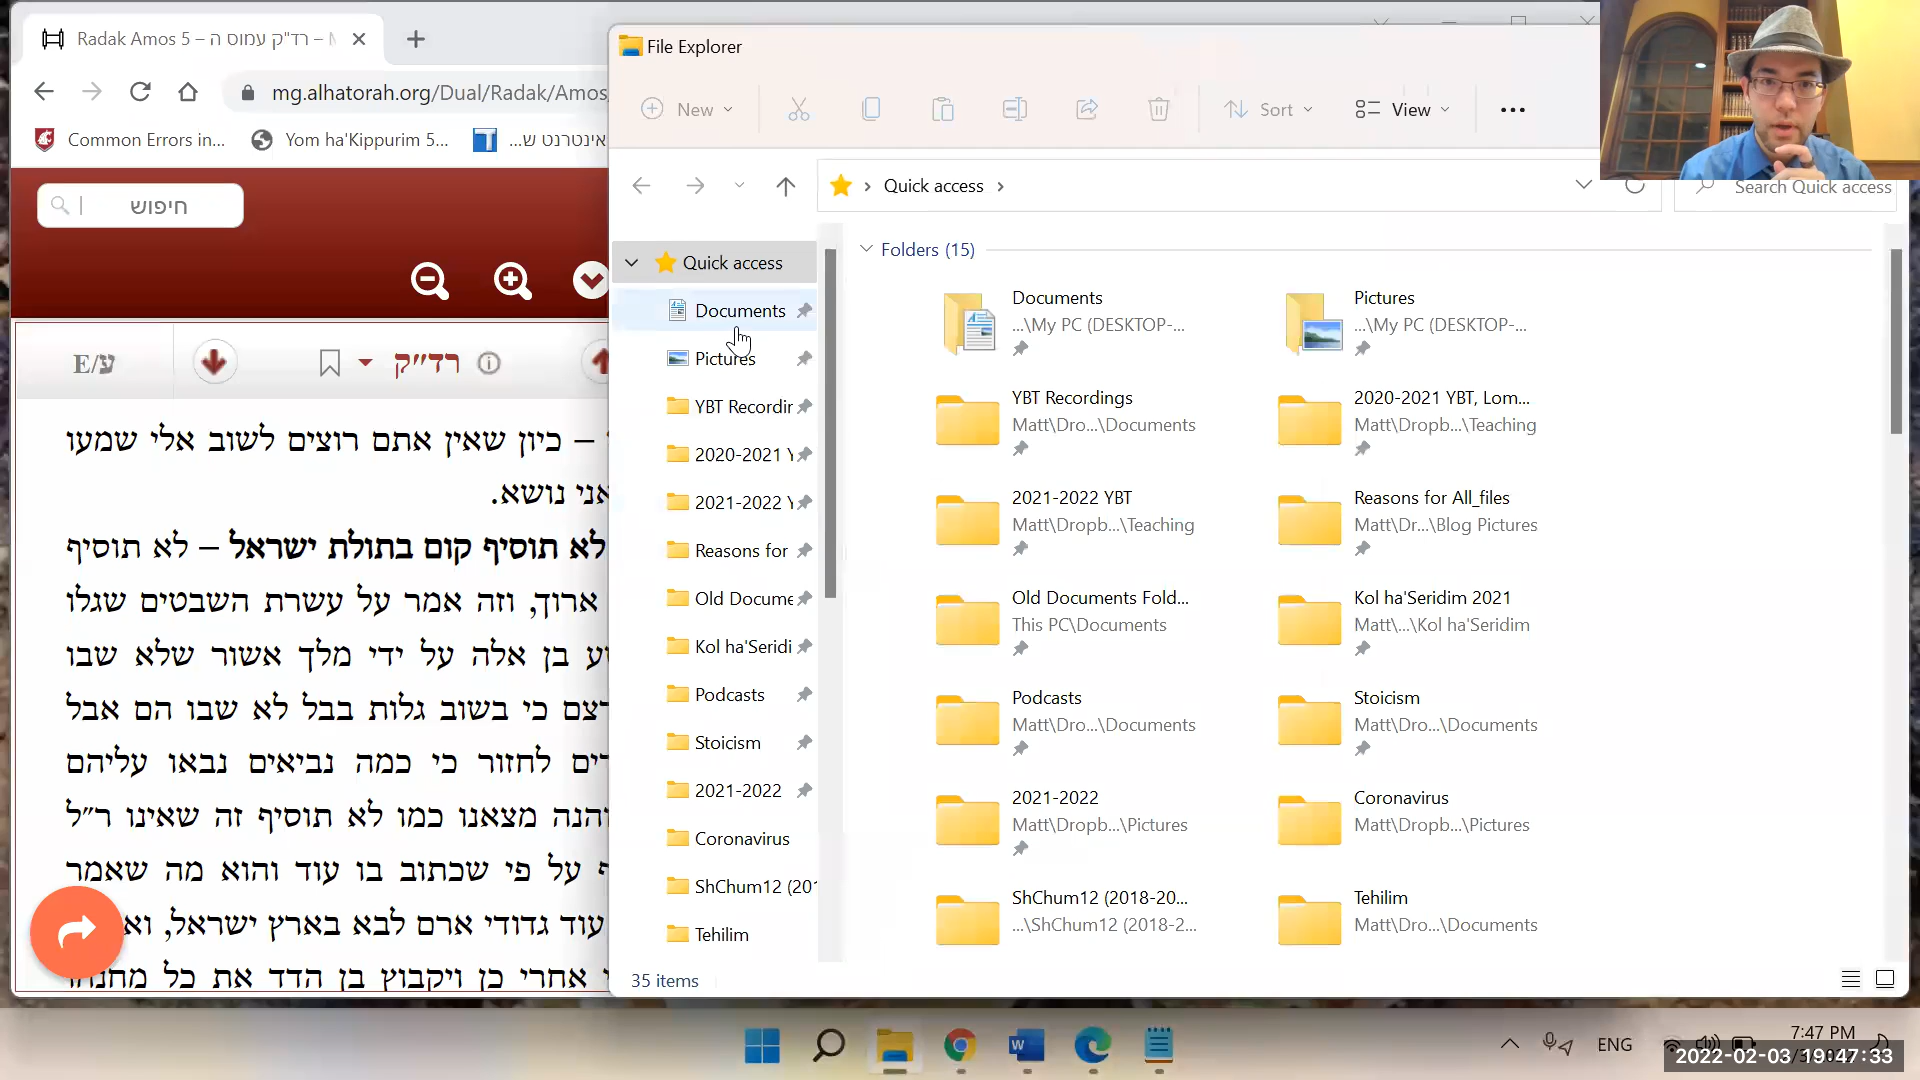 Radak Amos 5 – רד"ק עמוס ה –
mg.alhatorah.org/Dual/Radak/Amos
Common Errors in...
Yom ha'Kippurim 5...
אינטרנט ש...
חיפוש
E/ע
רד״ק
– כיון שאין אתם רוצים לשוב אלי שמעו
אני נושא.
לא תוסיף קום בתולת ישראל – לא תוסיף
ארוך, וזה אמר על עשרת השבטים שגלו
בן אלה על ידי מלך אשור שלא שבו
כי בשוב גלות בבל לא שבו הם אבל
לחזור כי כמה נביאים נבאו עליהם
והנה מצאנו כמו לא תוסיף זה שאינו ר״ל
על פי שכתוב בו עוד והוא מה שאמר
עוד גדודי ארם לבא בארץ ישראל,
אחרי כן ויקבוץ בן הדד את כל מחנהו
File Explorer
New
Sort
View
Quick access
Search Quick access
Quick access
Documents
Pictures
YBT Recordin
2020-2021 Y
2021-2022 Y
Reasons for
Old Docume
Kol ha'Seridi
Podcasts
Stoicism
2021-2022
Coronavirus
ShChum12 (201
Tehilim
Folders (15)
Documents
...\My PC (DESKTOP-...
Pictures
...\My PC (DESKTOP-...
YBT Recordings
Matt\Dro...\Documents
2020-2021 YBT, Lom...
Matt\Dropb...\Teaching
2021-2022 YBT
Matt\Dropb...\Teaching
Reasons for All_files
Matt\Dr...\Blog Pictures
Old Documents Fold...
This PC\Documents
Kol ha'Seridim 2021
Matt\...\Kol ha'Seridim
Podcasts
Matt\Dro...\Documents
Stoicism
Matt\Dro...\Documents
2021-2022
Matt\Dropb...\Pictures
Coronavirus
Matt\Dropb...\Pictures
ShChum12 (2018-20...
...\ShChum12 (2018-2...
Tehilim
Matt\Dro...\Documents
35 items
ENG
7:47 PM
2022-02-03 19:47:33